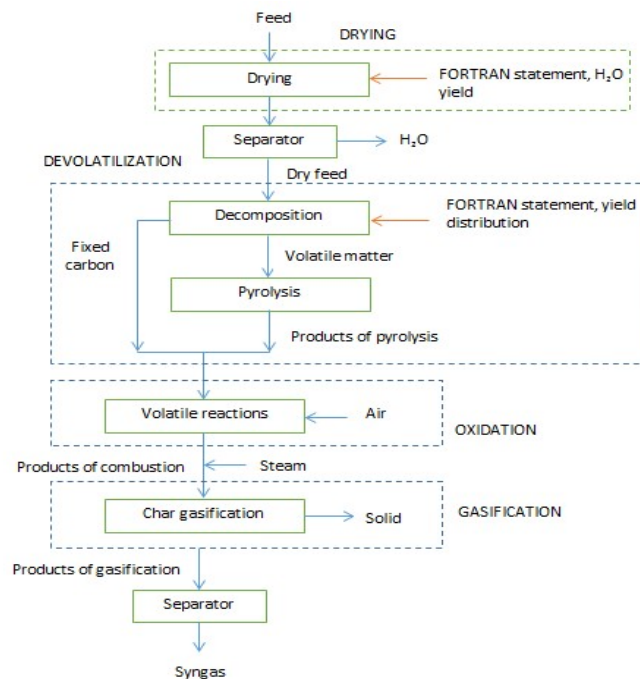 Feed
DRYING
Drying
FORTRAN statement, H₂O
yield
Separator
H₂O
DEVOLATILIZATION
Dry feed
Decomposition
FORTRAN statement, yield
distribution
Fixed
carbon
Volatile matter
Pyrolysis
Products of pyrolysis
Volatile reactions
Air
OXIDATION
Products of combustion
Steam
Char gasification
Solid
GASIFICATION
Products of gasification
Separator
Syngas